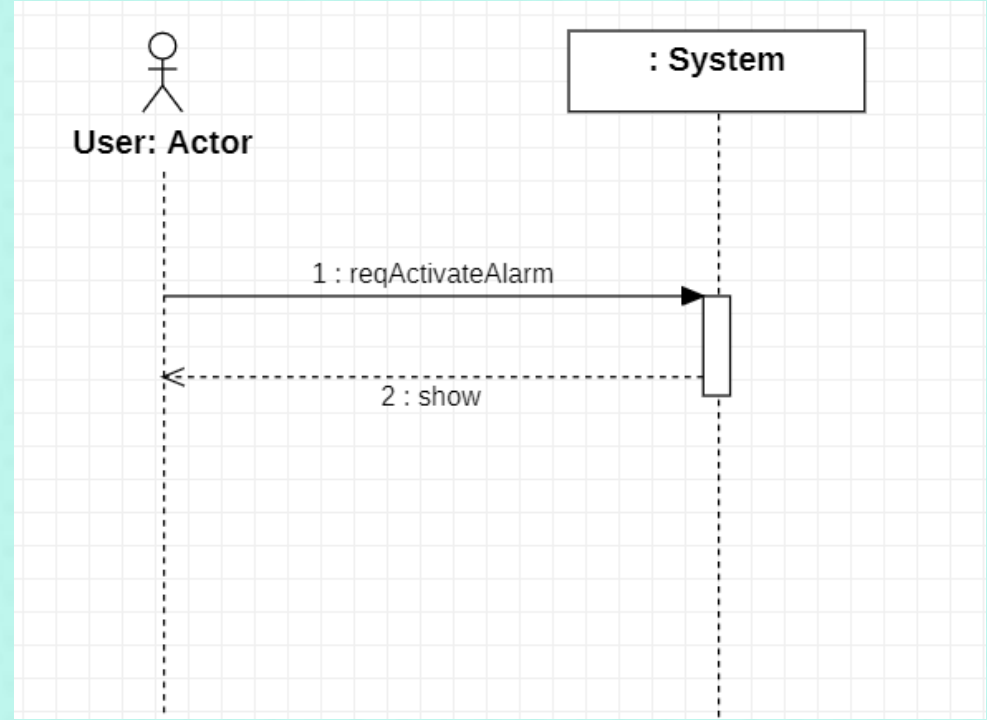 : System
User: Actor
1 : reqActivateAlarm
2 : show